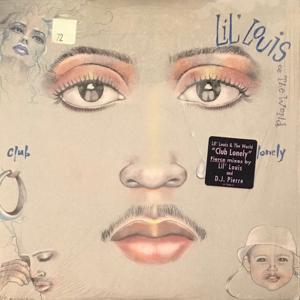 72
Lil' Louis
& The World
club
lonely
Lil' Louis & The World
"Club Lonely"
Fierce mixes by
Lil' Louis
and
D.J. Pierre